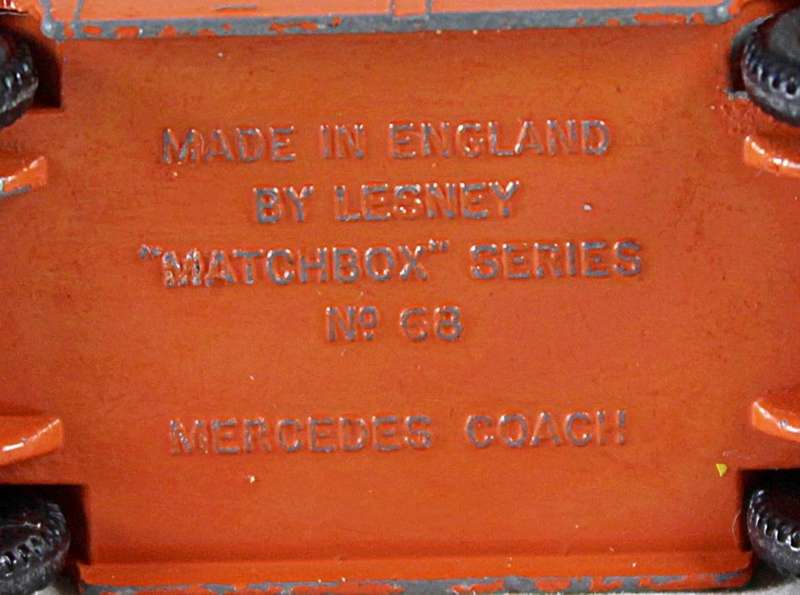 MADE IN ENGLAND
BY LESNEY
"MATCHBOX" SERIES
Nº 68
MERCEDES COACH